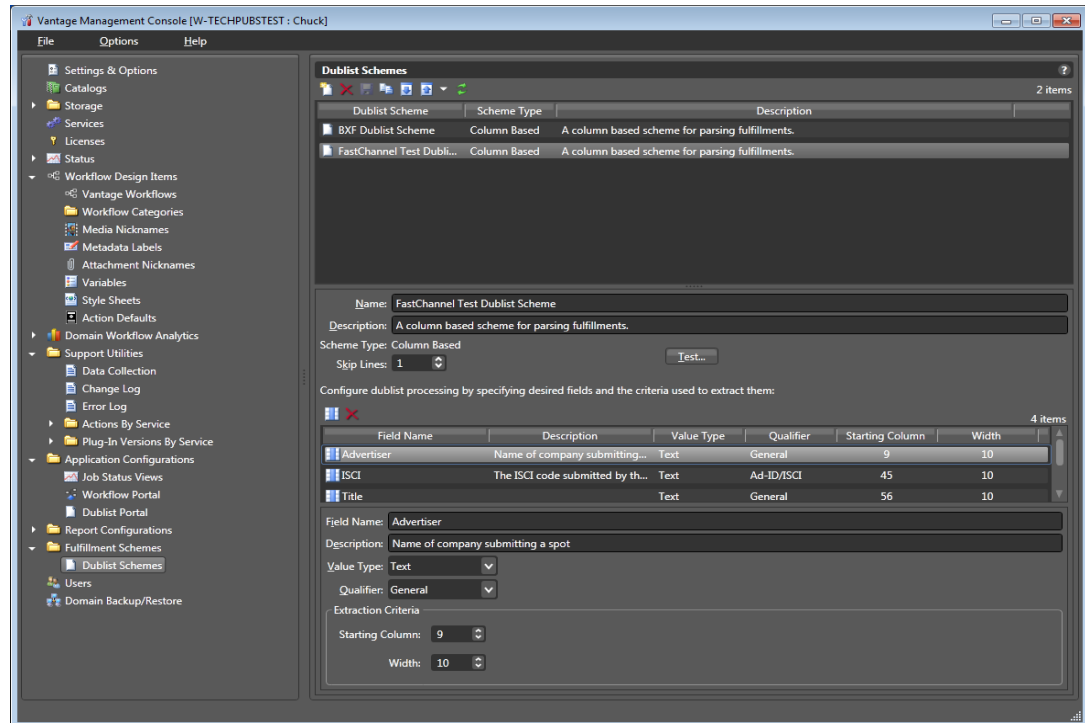 Vantage Management Console [W-TECHPUBSTEST : Chuck]
File Options Help
Settings & Options
Catalogs
Storage
Services
Licenses
Status
Workflow Design Items
Vantage Workflows
Workflow Categories
Media Nicknames
Metadata Labels
Attachment Nicknames
Variables
Style Sheets
Action Defaults
Domain Workflow Analytics
Support Utilities
Data Collection
Change Log
Error Log
Actions By Service
Plug-In Versions By Service
Application Configurations
Job Status Views
Workflow Portal
Dublist Portal
Report Configurations
Fulfillment Schemes
Dublist Schemes
Users
Domain Backup/Restore
Dublist Schemes ?
2 items
Dublist Scheme Scheme Type Description
BXF Dublist Scheme Column Based A column based scheme for parsing fulfillments.
FastChannel Test Dubli... Column Based A column based scheme for parsing fulfillments.
Name: FastChannel Test Dublist Scheme
Description: A column based scheme for parsing fulfillments.
Scheme Type: Column Based
Skip Lines: 1 Test...
Configure dublist processing by specifying desired fields and the criteria used to extract them:
4 items
Field Name Description Value Type Qualifier Starting Column Width
Advertiser Name of company submitting... Text General 9 10
ISCI The ISCI code submitted by th... Text Ad-ID/ISCI 45 10
Title Text General 56 10
Field Name: Advertiser
Description: Name of company submitting a spot
Value Type: Text
Qualifier: General
Extraction Criteria
Starting Column: 9
Width: 10